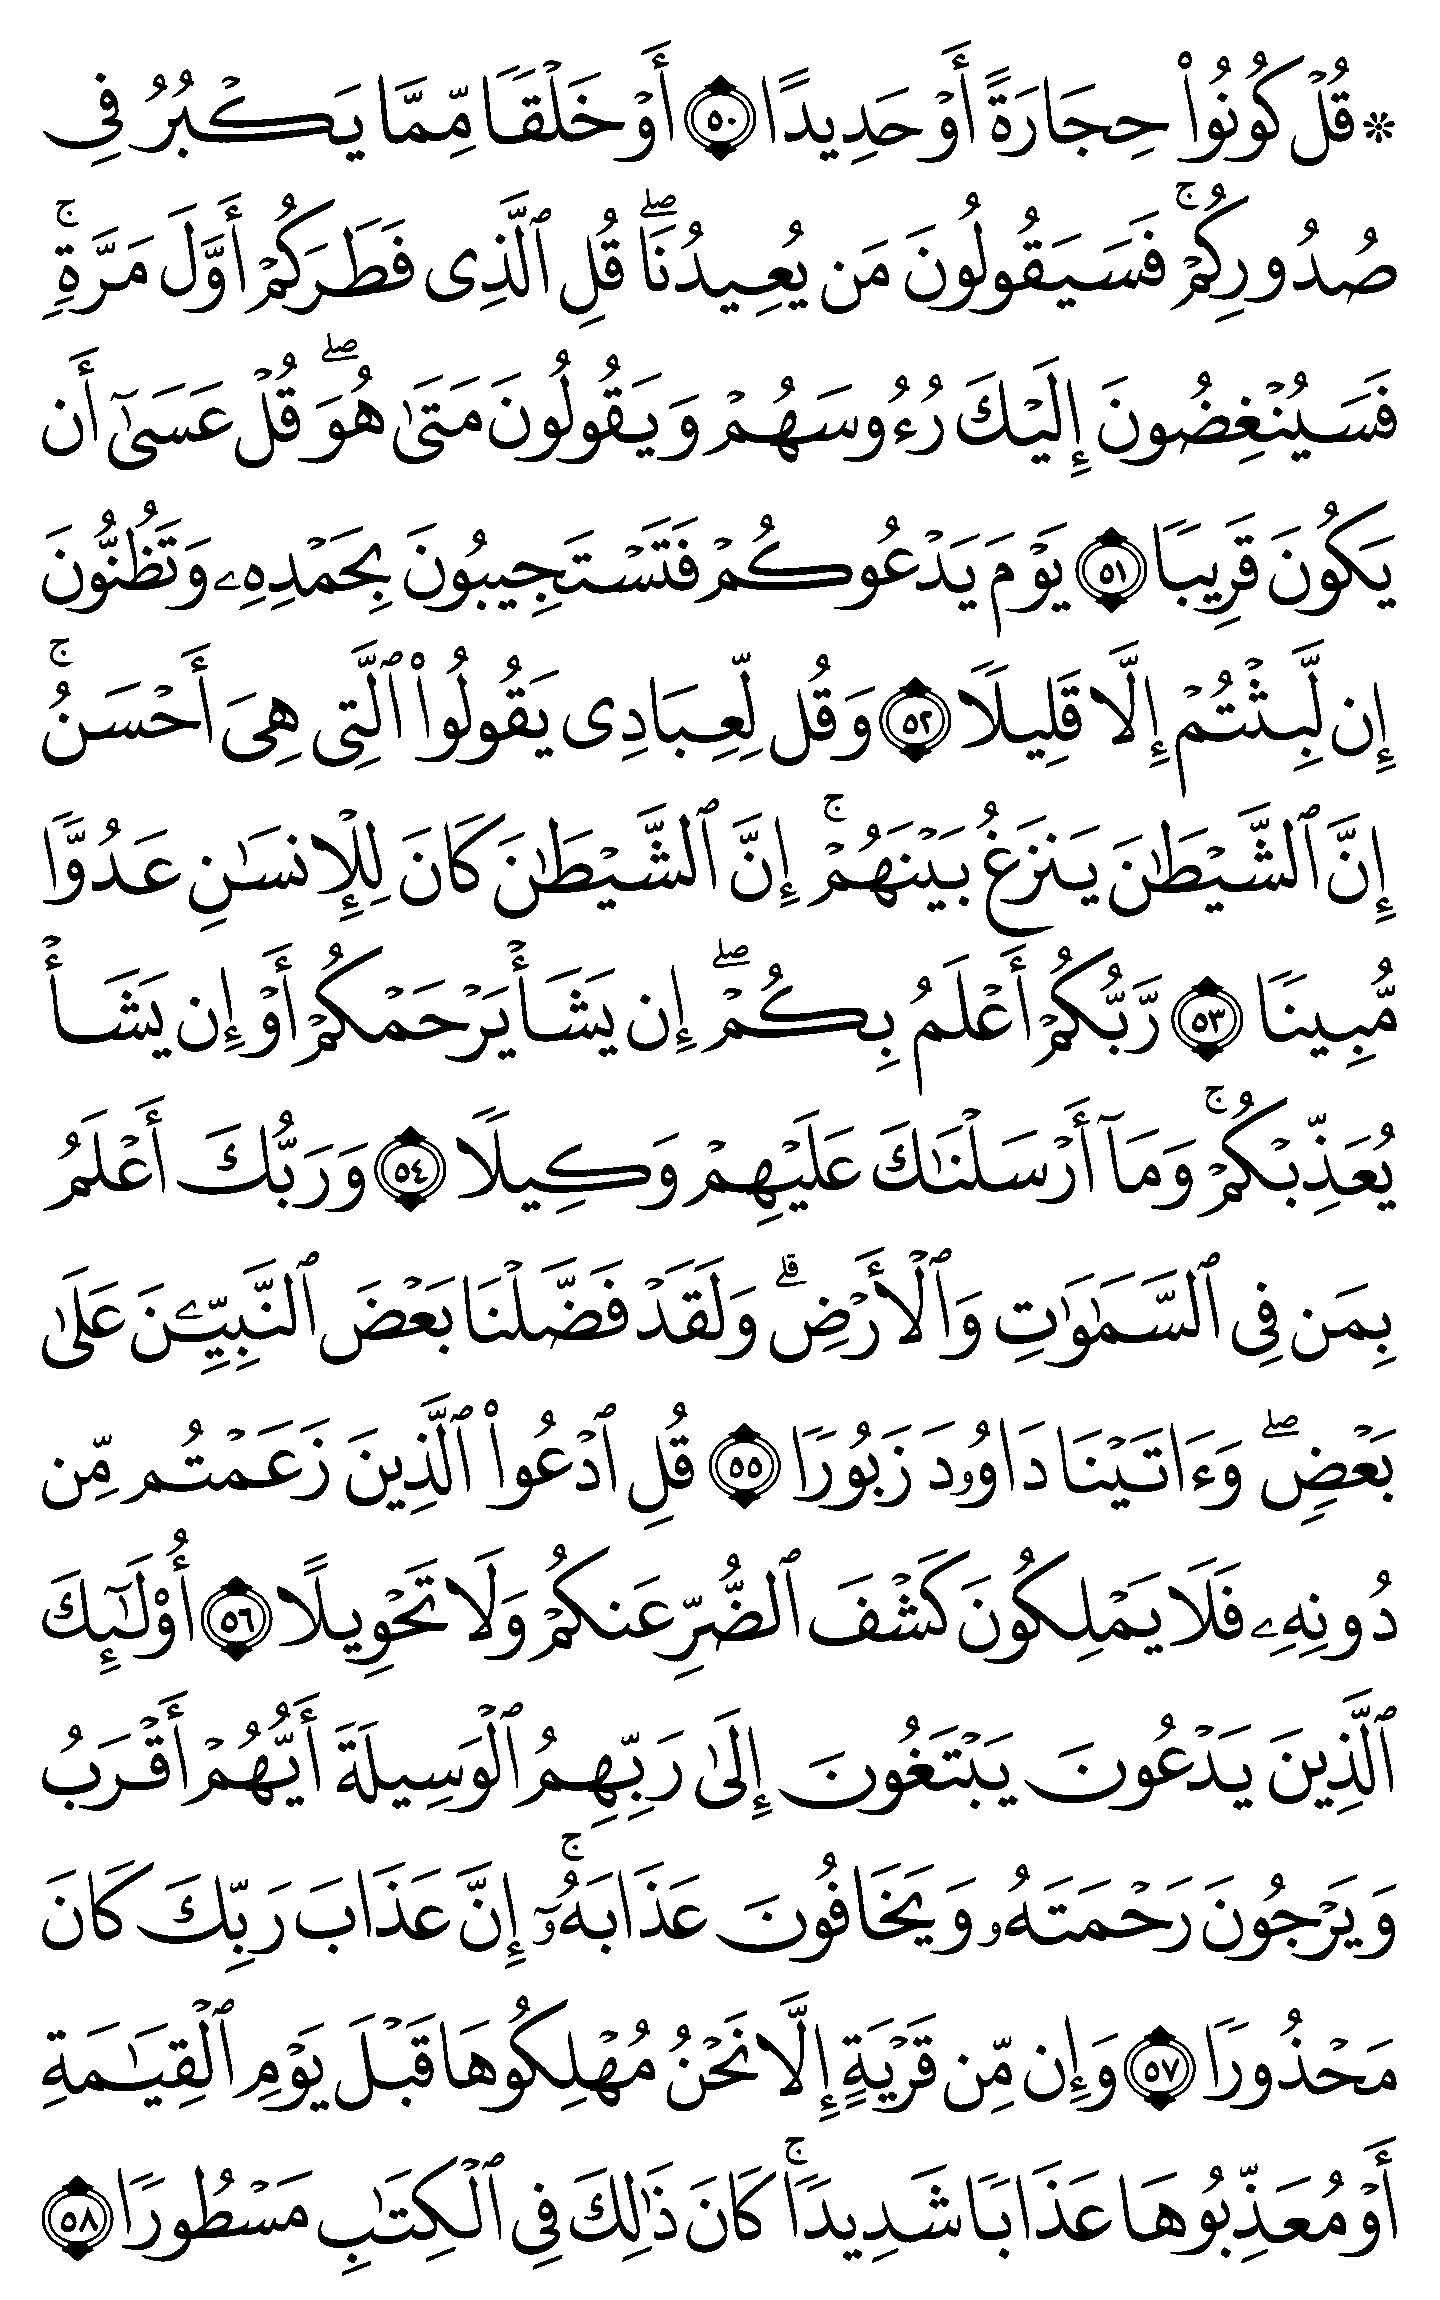 ۞ قُلْ كُونُوا۟ حِجَارَةً أَوْ حَدِيدًا ٥٠ أَوْ خَلْقًا مِّمَّا يَكْبُرُ فِى
صُدُورِكُمْ ۚ فَسَيَقُولُونَ مَن يُعِيدُنَا ۖ قُلِ ٱلَّذِى فَطَرَكُمْ أَوَّلَ مَرَّةٍ ۚ
فَسَيُنْغِضُونَ إِلَيْكَ رُءُوسَهُمْ وَيَقُولُونَ مَتَىٰ هُوَ ۖ قُلْ عَسَىٰٓ أَن
يَكُونَ قَرِيبًا ٥١ يَوْمَ يَدْعُوكُمْ فَتَسْتَجِيبُونَ بِحَمْدِهِۦ وَتَظُنُّونَ
إِن لَّبِثْتُمْ إِلَّا قَلِيلًا ٥٢ وَقُل لِّعِبَادِى يَقُولُوا۟ ٱلَّتِى هِىَ أَحْسَنُ ۚ
إِنَّ ٱلشَّيْطَٰنَ يَنزَغُ بَيْنَهُمْ ۚ إِنَّ ٱلشَّيْطَٰنَ كَانَ لِلْإِنسَٰنِ عَدُوًّا
مُّبِينًا ٥٣ رَّبُّكُمْ أَعْلَمُ بِكُمْ ۖ إِن يَشَأْ يَرْحَمْكُمْ أَوْ إِن يَشَأْ
يُعَذِّبْكُمْ ۚ وَمَآ أَرْسَلْنَٰكَ عَلَيْهِمْ وَكِيلًا ٥٤ وَرَبُّكَ أَعْلَمُ
بِمَن فِى ٱلسَّمَٰوَٰتِ وَٱلْأَرْضِ ۗ وَلَقَدْ فَضَّلْنَا بَعْضَ ٱلنَّبِيِّـۧنَ عَلَىٰ
بَعْضٍ ۖ وَءَاتَيْنَا دَاوُۥدَ زَبُورًا ٥٥ قُلِ ٱدْعُوا۟ ٱلَّذِينَ زَعَمْتُم مِّن
دُونِهِۦ فَلَا يَمْلِكُونَ كَشْفَ ٱلضُّرِّ عَنكُمْ وَلَا تَحْوِيلًا ٥٦ أُو۟لَٰٓئِكَ
ٱلَّذِينَ يَدْعُونَ يَبْتَغُونَ إِلَىٰ رَبِّهِمُ ٱلْوَسِيلَةَ أَيُّهُمْ أَقْرَبُ
وَيَرْجُونَ رَحْمَتَهُۥ وَيَخَافُونَ عَذَابَهُۥٓ ۚ إِنَّ عَذَابَ رَبِّكَ كَانَ
مَحْذُورًا ٥٧ وَإِن مِّن قَرْيَةٍ إِلَّا نَحْنُ مُهْلِكُوهَا قَبْلَ يَوْمِ ٱلْقِيَٰمَةِ
أَوْ مُعَذِّبُوهَا عَذَابًا شَدِيدًا ۚ كَانَ ذَٰلِكَ فِى ٱلْكِتَٰبِ مَسْطُورًا ٥٨